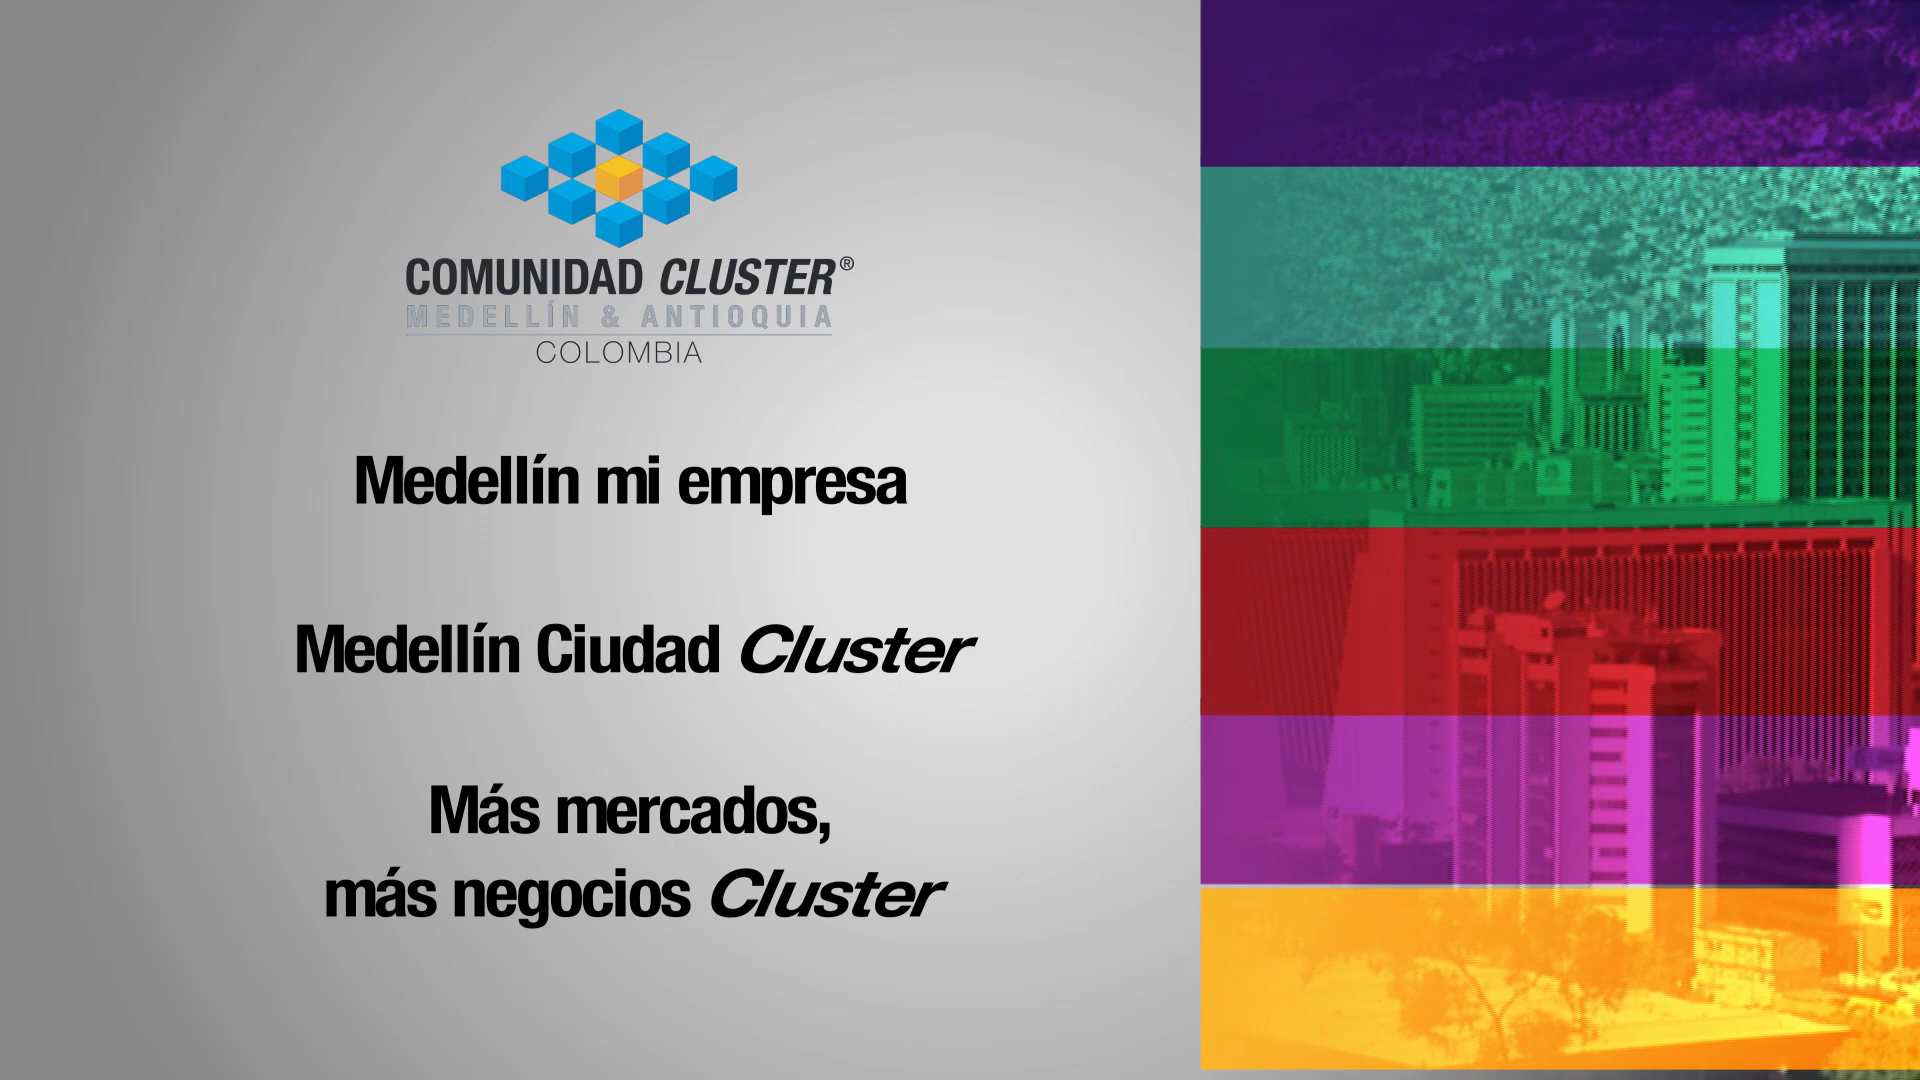 COMUNIDAD CLUSTER®
MEDELLÍN & ANTIOQUIA
COLOMBIA
Medellín mi empresa
Medellín Ciudad Cluster
Más mercados,
más negocios Cluster